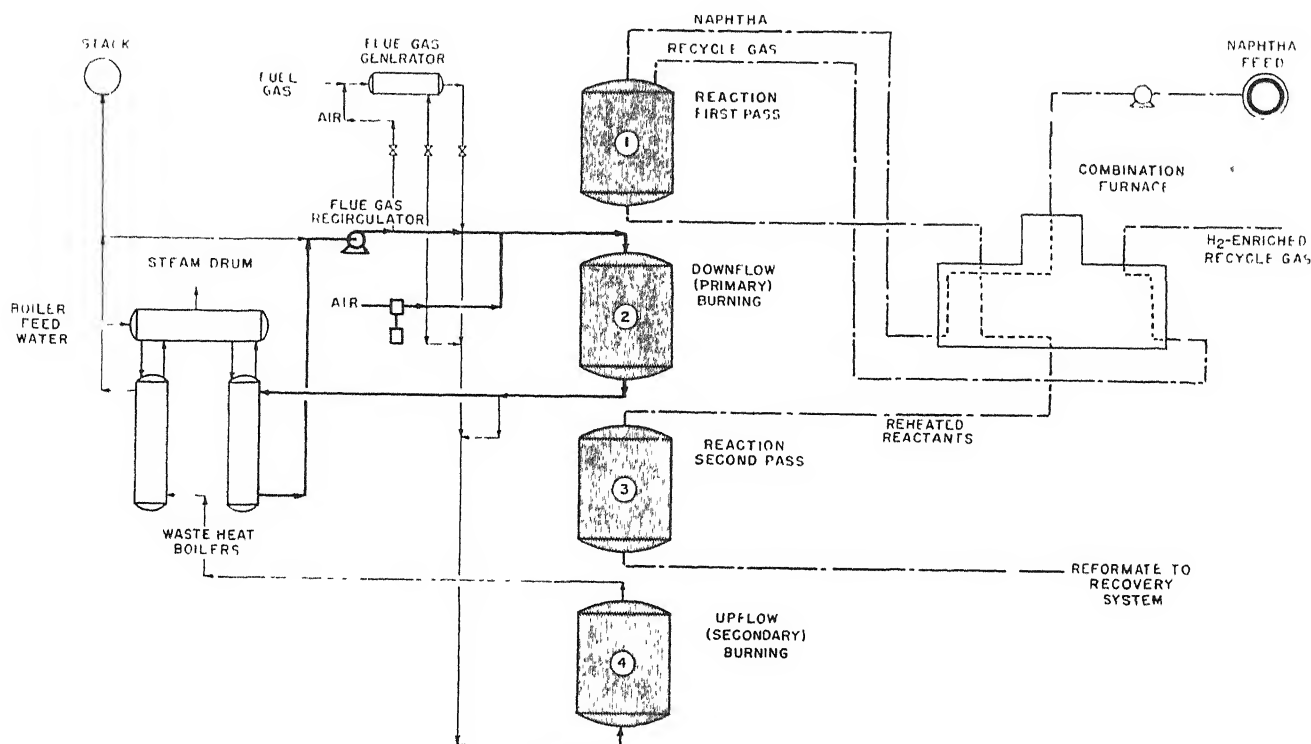 NAPHTHA
RECYCLE GAS
STACK
FLUE GAS
GENERATOR
FUEL
GAS
AIR
REACTION
FIRST PASS
1
NAPHTHA
FEED
COMBINATION
FURNACE
FLUE GAS
RECIRCULATOR
H2-ENRICHED
RECYCLE GAS
STEAM DRUM
DOWNFLOW
(PRIMARY)
BURNING
2
AIR
BOILER
FEED
WATER
REHEATED
REACTANTS
REACTION
SECOND PASS
3
WASTE HEAT
BOILERS
REFORMATE TO
RECOVERY
SYSTEM
UPFLOW
(SECONDARY)
BURNING
4